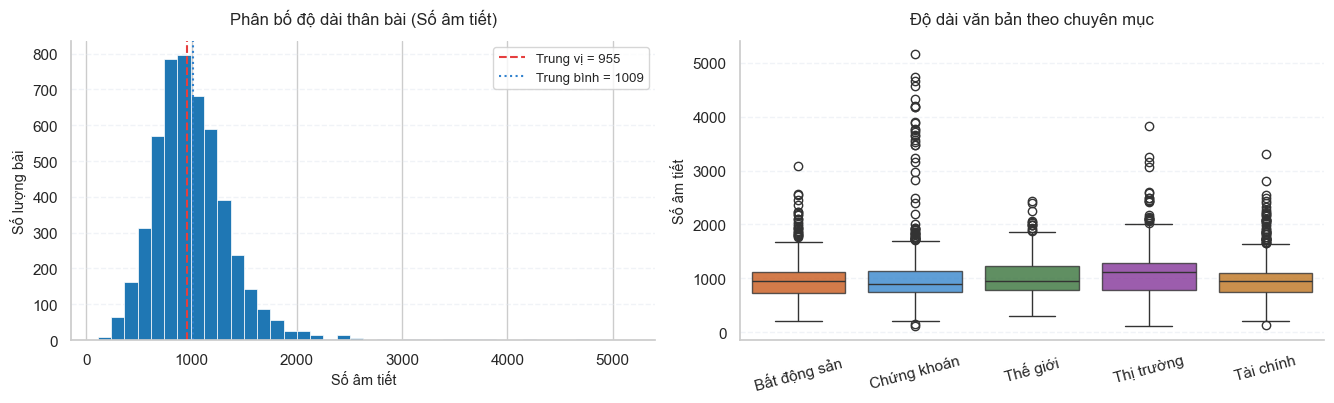 Phân bố độ dài thân bài (Số âm tiết)
Số lượng bài
800
700
600
500
400
300
200
100
0
Trung vị = 955
Trung bình = 1009
0 1000 2000 3000 4000 5000
Số âm tiết
Độ dài văn bản theo chuyên mục
Số âm tiết
5000
4000
3000
2000
1000
0
Bất động sản Chứng khoán Thế giới Thị trường Tài chính